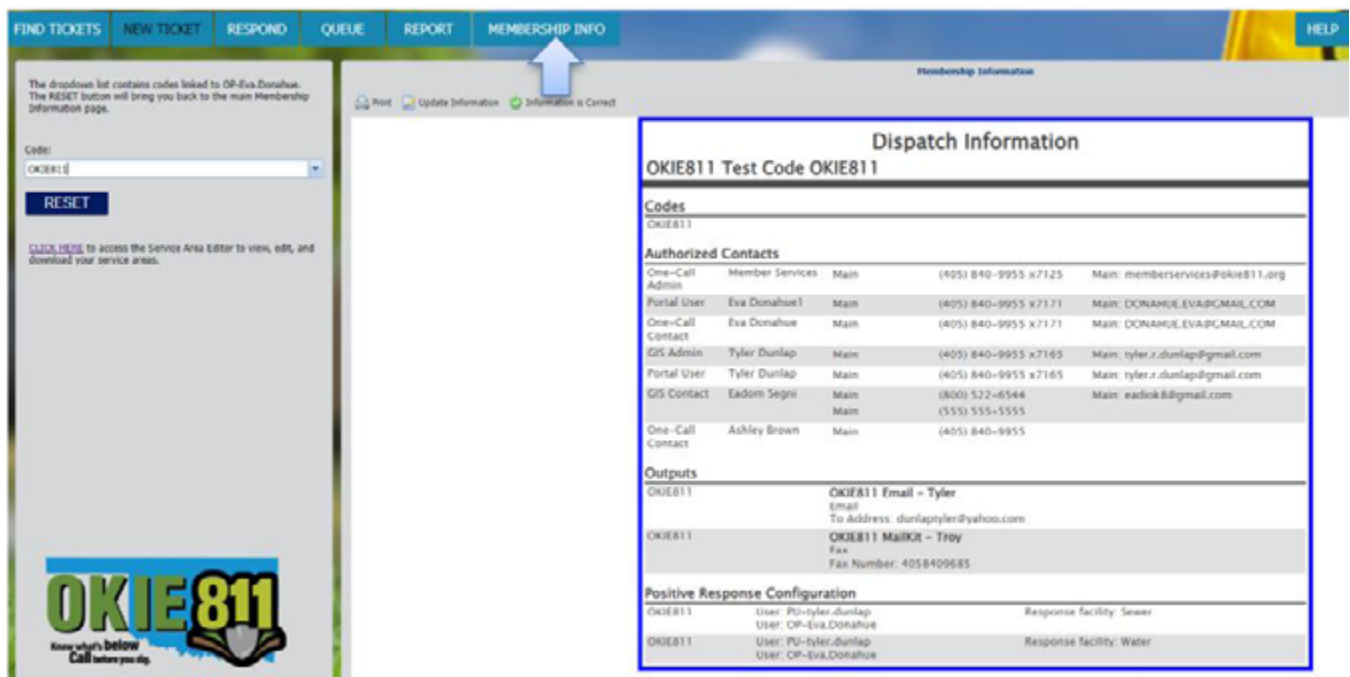 FIND TICKETS NEW TICKET RESPOND QUEUE REPORT MEMBERSHIP INFO HELP
The dropdown list contains codes linked to OP-Eva.Donahue.
The RESET button will bring you back to the main Membership
Information page.
Code:
OKIE811
RESET
CLICK HERE to access the Service Area Editor to view, edit, and
download your service areas.
OKIE811
Know what's below
Call before you dig.
Membership Information
Print Update Information Information is Correct
Dispatch Information
OKIE811 Test Code OKIE811
Codes
OKIE811
Authorized Contacts
One-Call Member Services Main (405) 840-9955 x7125 Main: memberservices@okie811.org
Admin
Portal User Eva Donahue1 Main (405) 840-9955 x7171 Main: DONAHUE.EVA@GMAIL.COM
One-Call Eva Donahue Main (405) 840-9955 x7171 Main: DONAHUE.EVA@GMAIL.COM
Contact
GIS Admin Tyler Dunlap Main (405) 840-9955 x7165 Main: tyler.r.dunlap@gmail.com
Portal User Tyler Dunlap Main (405) 840-9955 x7165 Main: tyler.r.dunlap@gmail.com
GIS Contact Eadom Segni Main (800) 522-6544 Main: eadiok8@gmail.com
Main (555) 555-5555
One-Call Ashley Brown Main (405) 840-9955
Contact
Outputs
OKIE811 OKIE811 Email - Tyler
Email
To Address: dunlaptyler@yahoo.com
OKIE811 OKIE811 MailKit - Troy
Fax
Fax Number: 4058409685
Positive Response Configuration
OKIE811 User: PU-tyler.dunlap Response facility: Sewer
User: OP-Eva.Donahue
OKIE811 User: PU-tyler.dunlap Response facility: Water
User: OP-Eva.Donahue